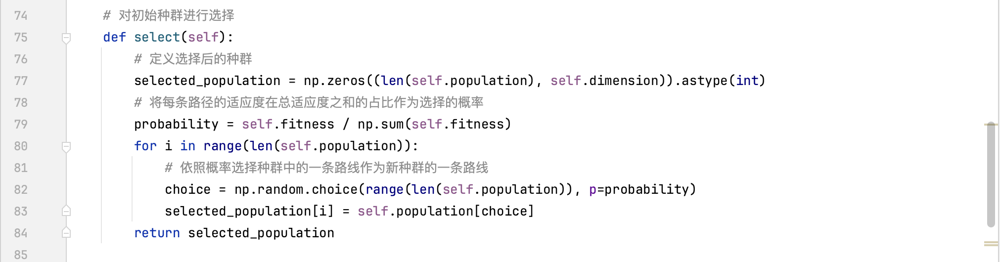 74 # 对初始种群进行选择
75 def select(self):
76 # 定义选择后的种群
77 selected_population = np.zeros((len(self.population), self.dimension)).astype(int)
78 # 将每条路径的适应度在总适应度之和的占比作为选择的概率
79 probability = self.fitness / np.sum(self.fitness)
80 for i in range(len(self.population)):
81 # 依照概率选择种群中的一条路线作为新种群的一条路线
82 choice = np.random.choice(range(len(self.population)), p=probability)
83 selected_population[i] = self.population[choice]
84 return selected_population
85